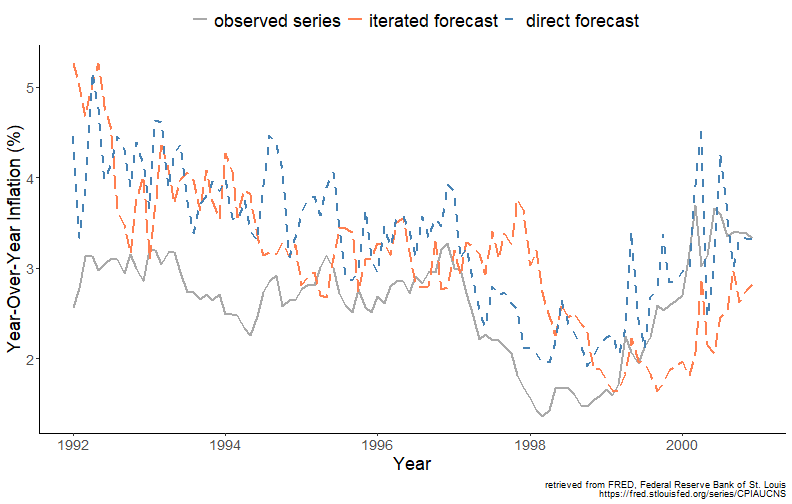 observed series iterated forecast direct forecast
Year-Over-Year Inflation (%)
5
4
3
2
1992 1994 1996 1998 2000
Year
retrieved from FRED, Federal Reserve Bank of St. Louis
https://fred.stlouisfed.org/series/CPIAUCNS